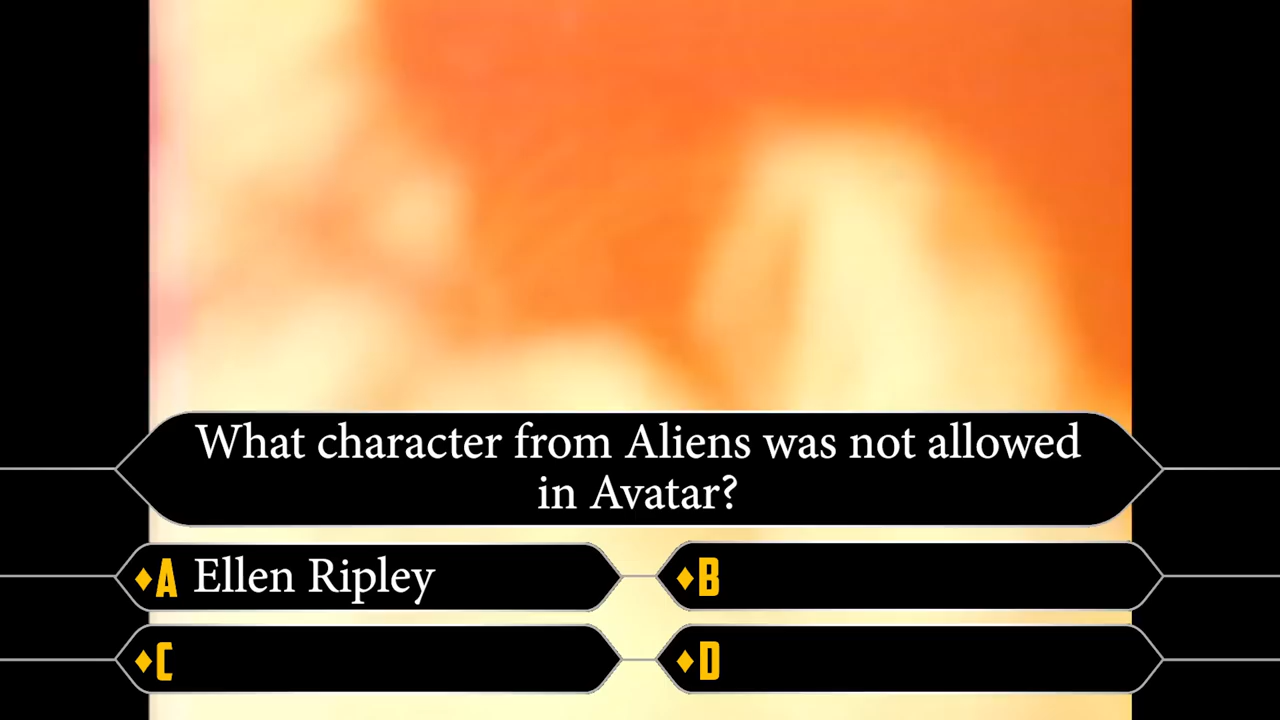 What character from Aliens was not allowed
in Avatar?
A Ellen Ripley
B
C
D